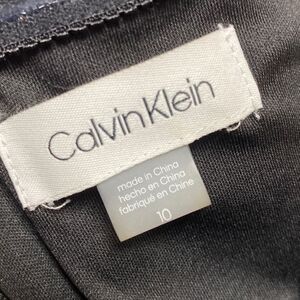 Calvin Klein
made in China
hecho en China
fabriqué en Chine
10